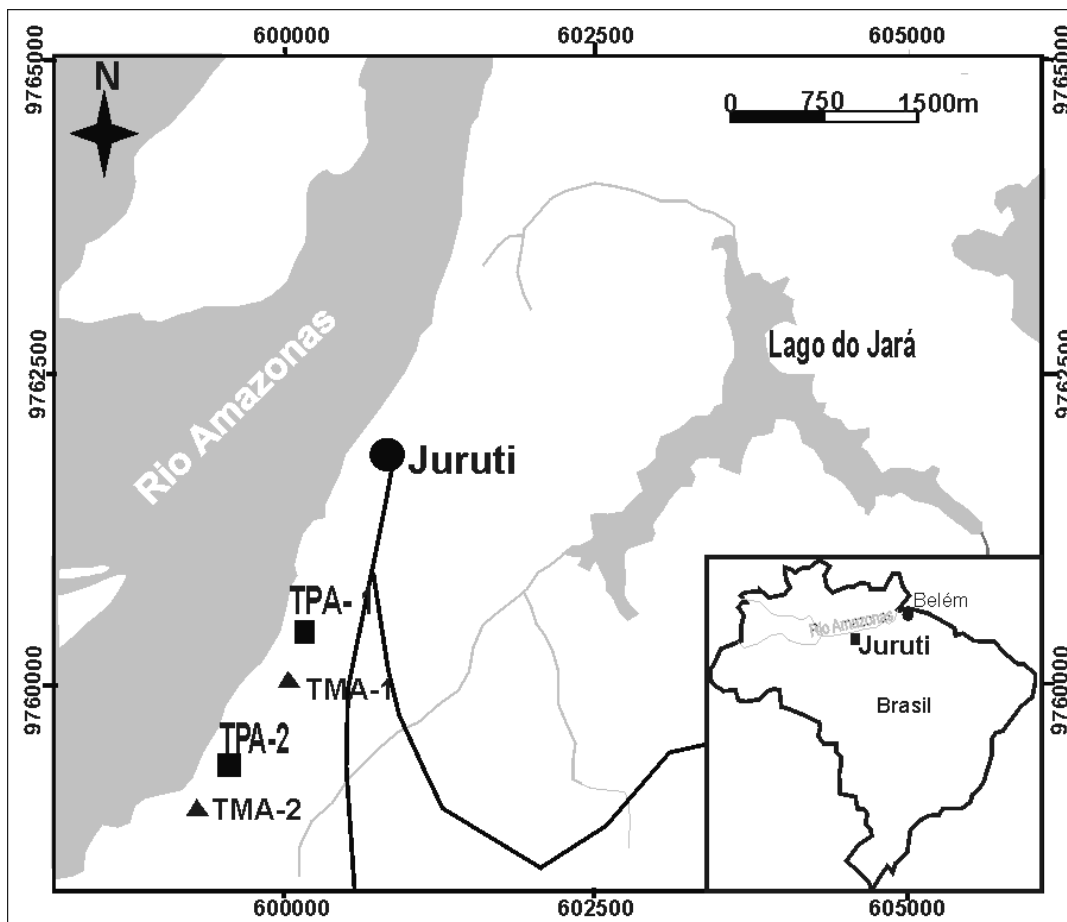 600000 602500 605000
9765000 9765000
N
0 750 1500m
Rio Amazonas
Lago do Jará
9762500 9762500
Juruti
TPA- 1
TMA-1
9760000 9760000
TPA-2
TMA-2
Belém
Rio Amazonas
Juruti
Brasil
600000 602500 605000